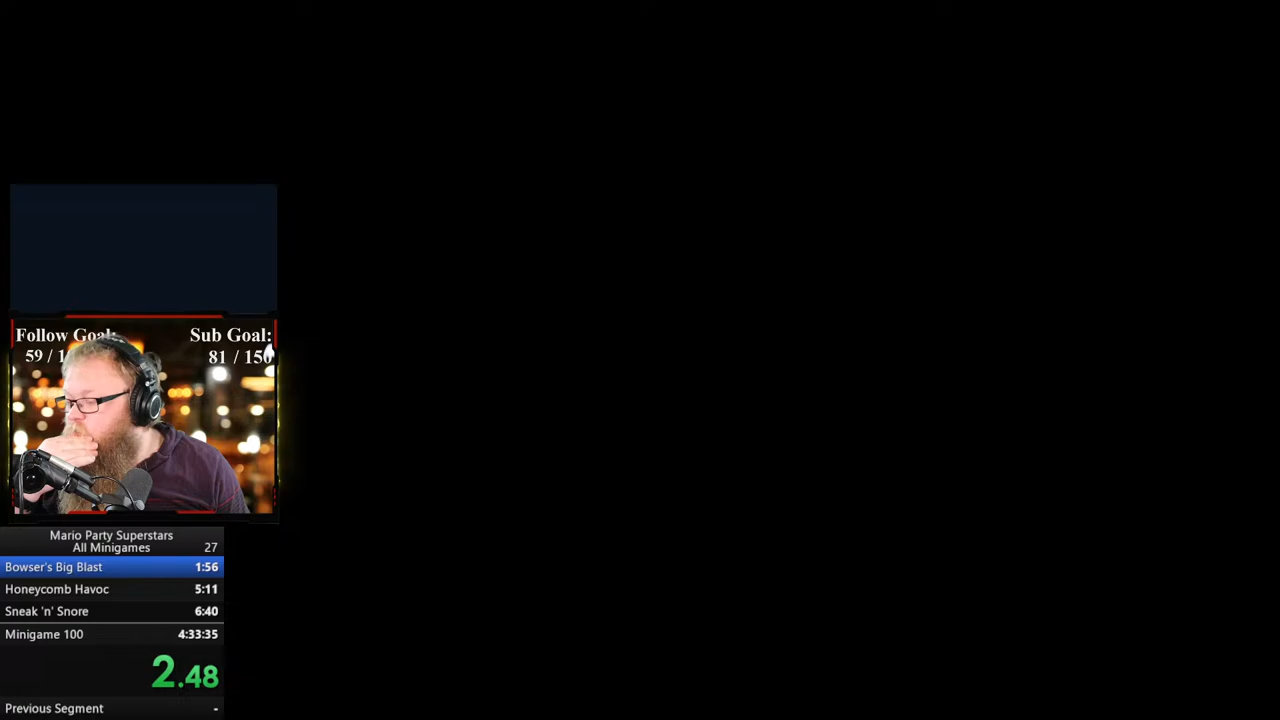 Follow Goal: Sub Goal:
59 / 1 81 / 150
Mario Party Superstars
All Minigames 27
Bowser's Big Blast 1:56
Honeycomb Havoc 5:11
Sneak 'n' Snore 6:40
Minigame 100 4:33:35
2.48
Previous Segment -